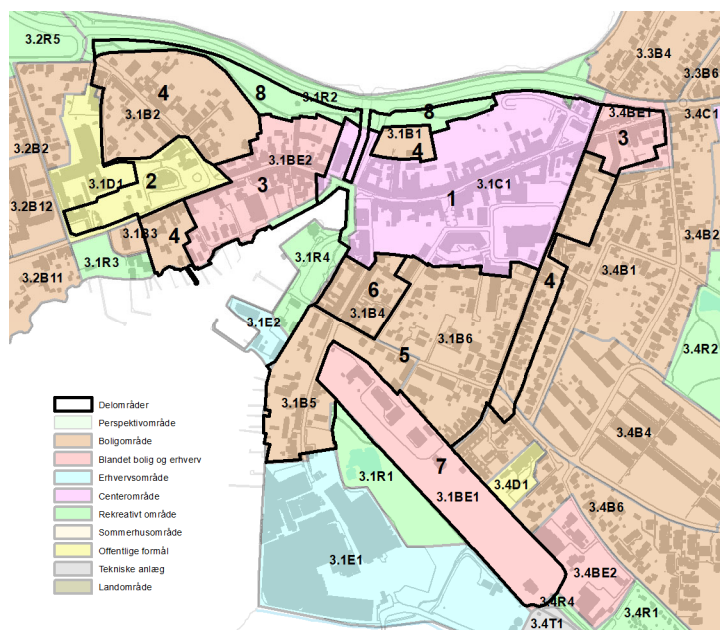 3.2R5
3.3B4
3.3B6
4
8
3.1R2
3.1B2
8
3.4BE1
3.4C1
3.1B1
3
4
3.2B2
3.1BE2
3.1D1
2
3
1
3.1C1
3.2B12
3.1B3
4
3.4B2
3.1R3
3.2B11
3.1R4
3.4B1
4
6
3.1B4
3.1E2
3.1B6
3.4R2
5
3.1B5
3.4B4
7
3.1R1
3.1BE1
3.4D1
3.4B6
3.1E1
3.4BE2
3.4R4
3.4R1
3.4T1
Delområder
Perspektivområde
Boligområde
Blandet bolig og erhverv
Erhvervsområde
Centerområde
Rekreativt område
Sommerhusområde
Offentlige formål
Tekniske anlæg
Landområde